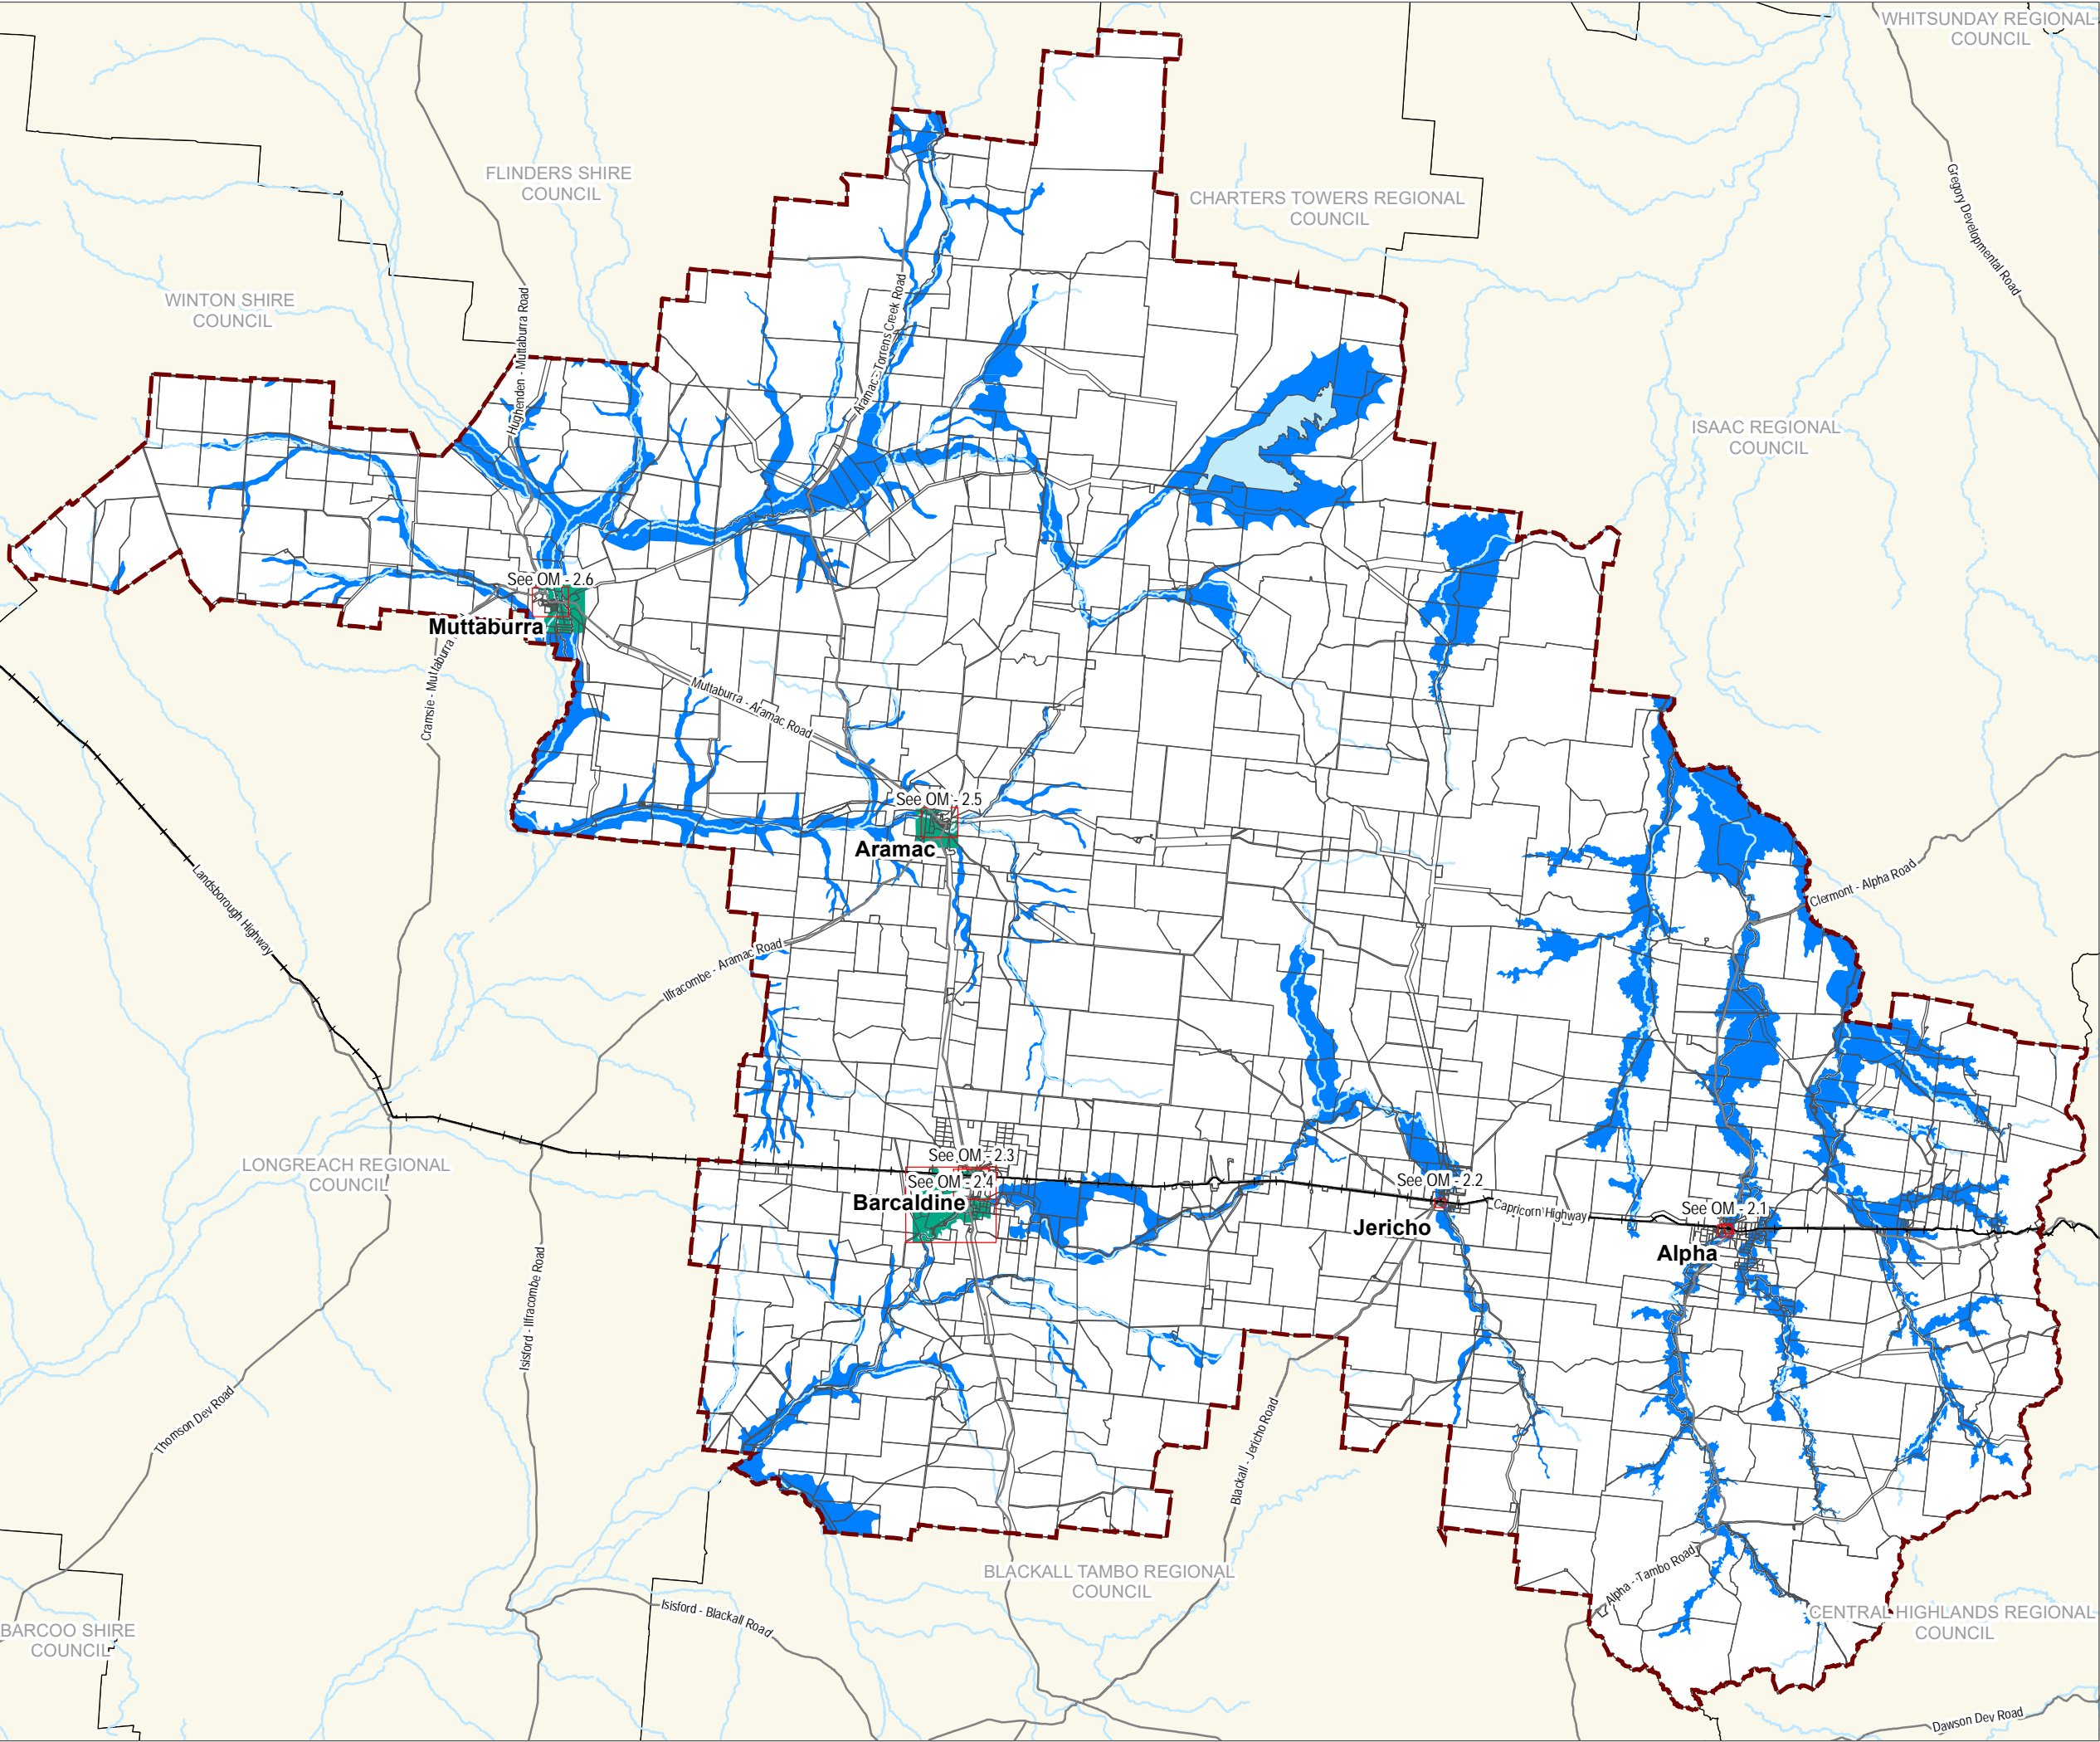 WHITSUNDAY REGIONAL
COUNCIL
FLINDERS SHIRE
COUNCIL
CHARTERS TOWERS REGIONAL
COUNCIL
Gregory Developmental Road
WINTON SHIRE
COUNCIL
Hughenden - Muttaburra Road
Aramac - Torrens Creek Road
ISAAC REGIONAL
COUNCIL
See OM - 2.6
Muttaburra
Cramsie - Muttaburra
Muttaburra - Aramac Road
See OM - 2.5
Aramac
Landsborough Highway
Clermont - Alpha Road
Ilfracombe - Aramac Road
LONGREACH REGIONAL
COUNCIL
See OM - 2.3
See OM - 2.4
Barcaldine
See OM - 2.2
Jericho
Capricorn Highway
See OM - 2.1
Alpha
Isisford - Ilfracombe Road
Thomson Dev Road
Blackall - Jericho Road
BLACKALL TAMBO REGIONAL
COUNCIL
Alpha - Tambo Road
Isisford - Blackall Road
BARCOO SHIRE
COUNCIL
CENTRAL HIGHLANDS REGIONAL
COUNCIL
Dawson Dev Road